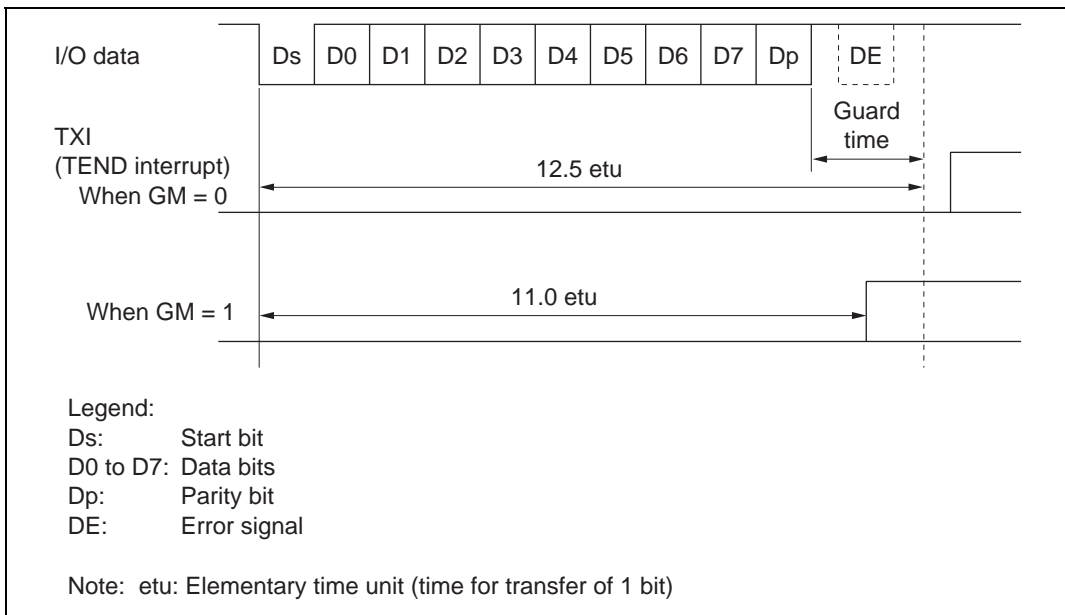 I/O data
Ds D0 D1 D2 D3 D4 D5 D6 D7 Dp DE
Guard
time
TXI
(TEND interrupt)
When GM = 0
12.5 etu
When GM = 1
11.0 etu
Legend:
Ds: Start bit
D0 to D7: Data bits
Dp: Parity bit
DE: Error signal
Note: etu: Elementary time unit (time for transfer of 1 bit)